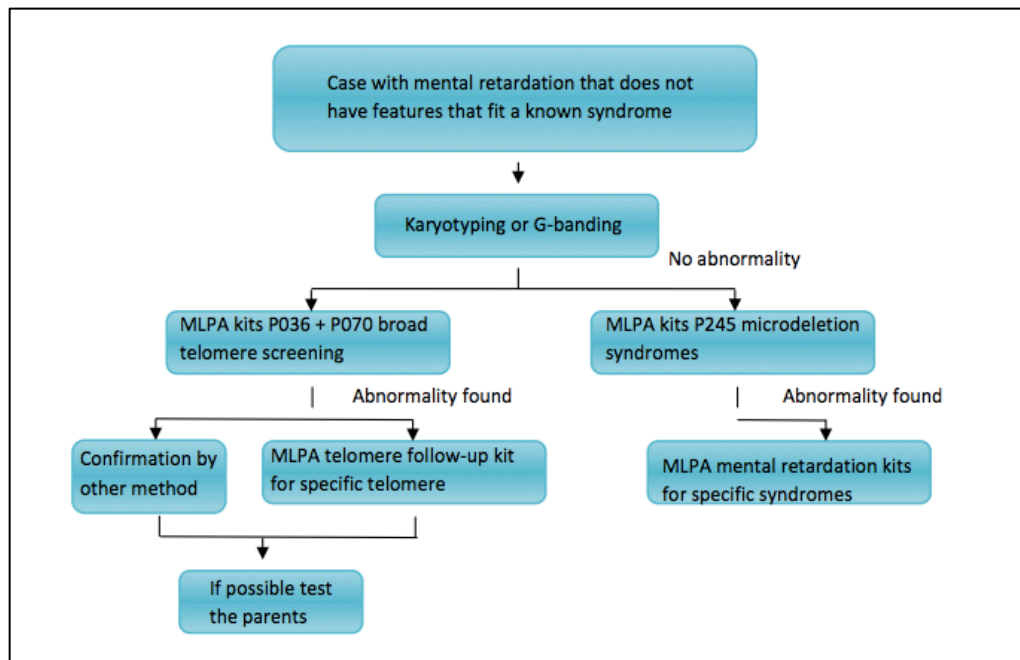 Case with mental retardation that does not
have features that fit a known syndrome
Karyotyping or G-banding
No abnormality
MLPA kits P036 + P070 broad
telomere screening
MLPA kits P245 microdeletion
syndromes
Abnormality found
Abnormality found
Confirmation by
other method
MLPA telomere follow-up kit
for specific telomere
MLPA mental retardation kits
for specific syndromes
If possible test
the parents